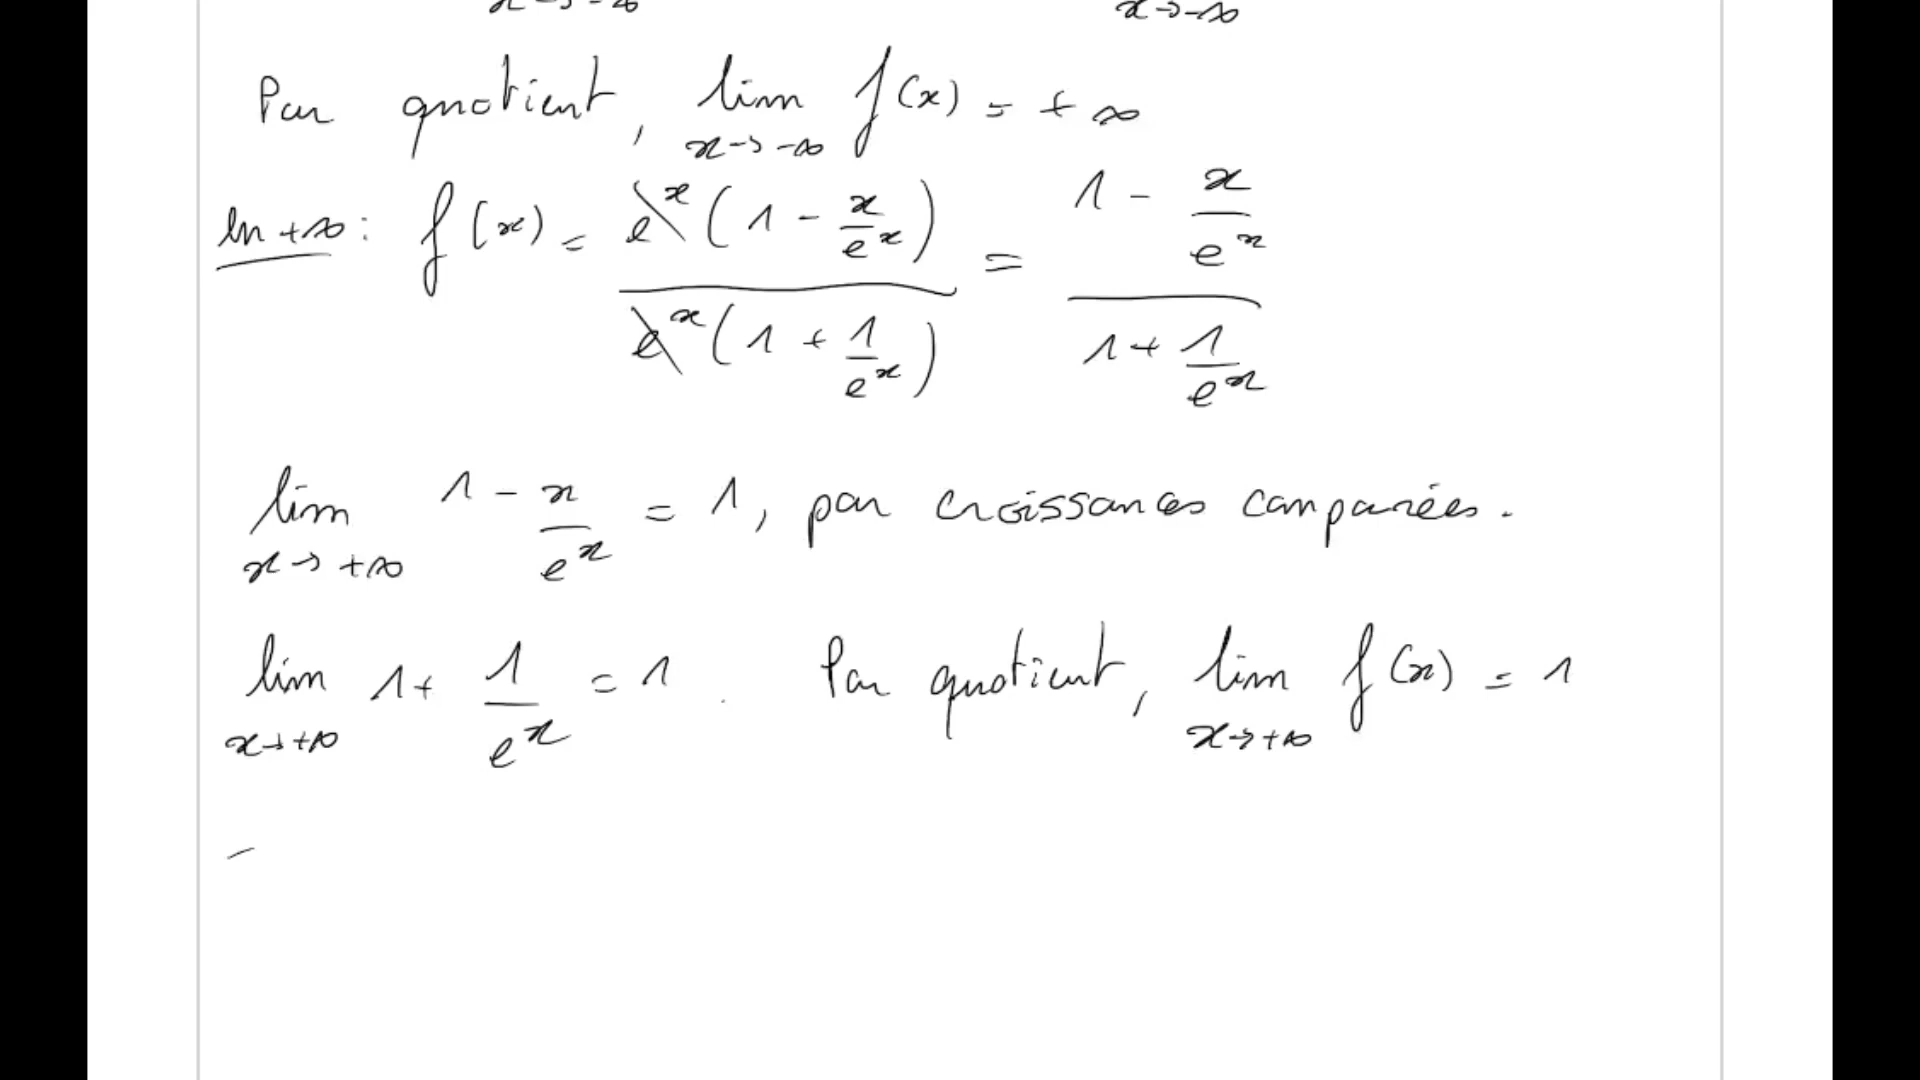 x→-∞ x→-∞
Par quotient, lim f(x) = +∞
x→-∞
En +∞: f(x) = e^x(1 - x/e^x) / e^x(1 + 1/e^x) = (1 - x/e^x) / (1 + 1/e^x)
lim 1 - x/e^x = 1, par croissances comparées.
x→+∞
lim 1 + 1/e^x = 1. Par quotient, lim f(x) = 1
x→+∞ x→+∞